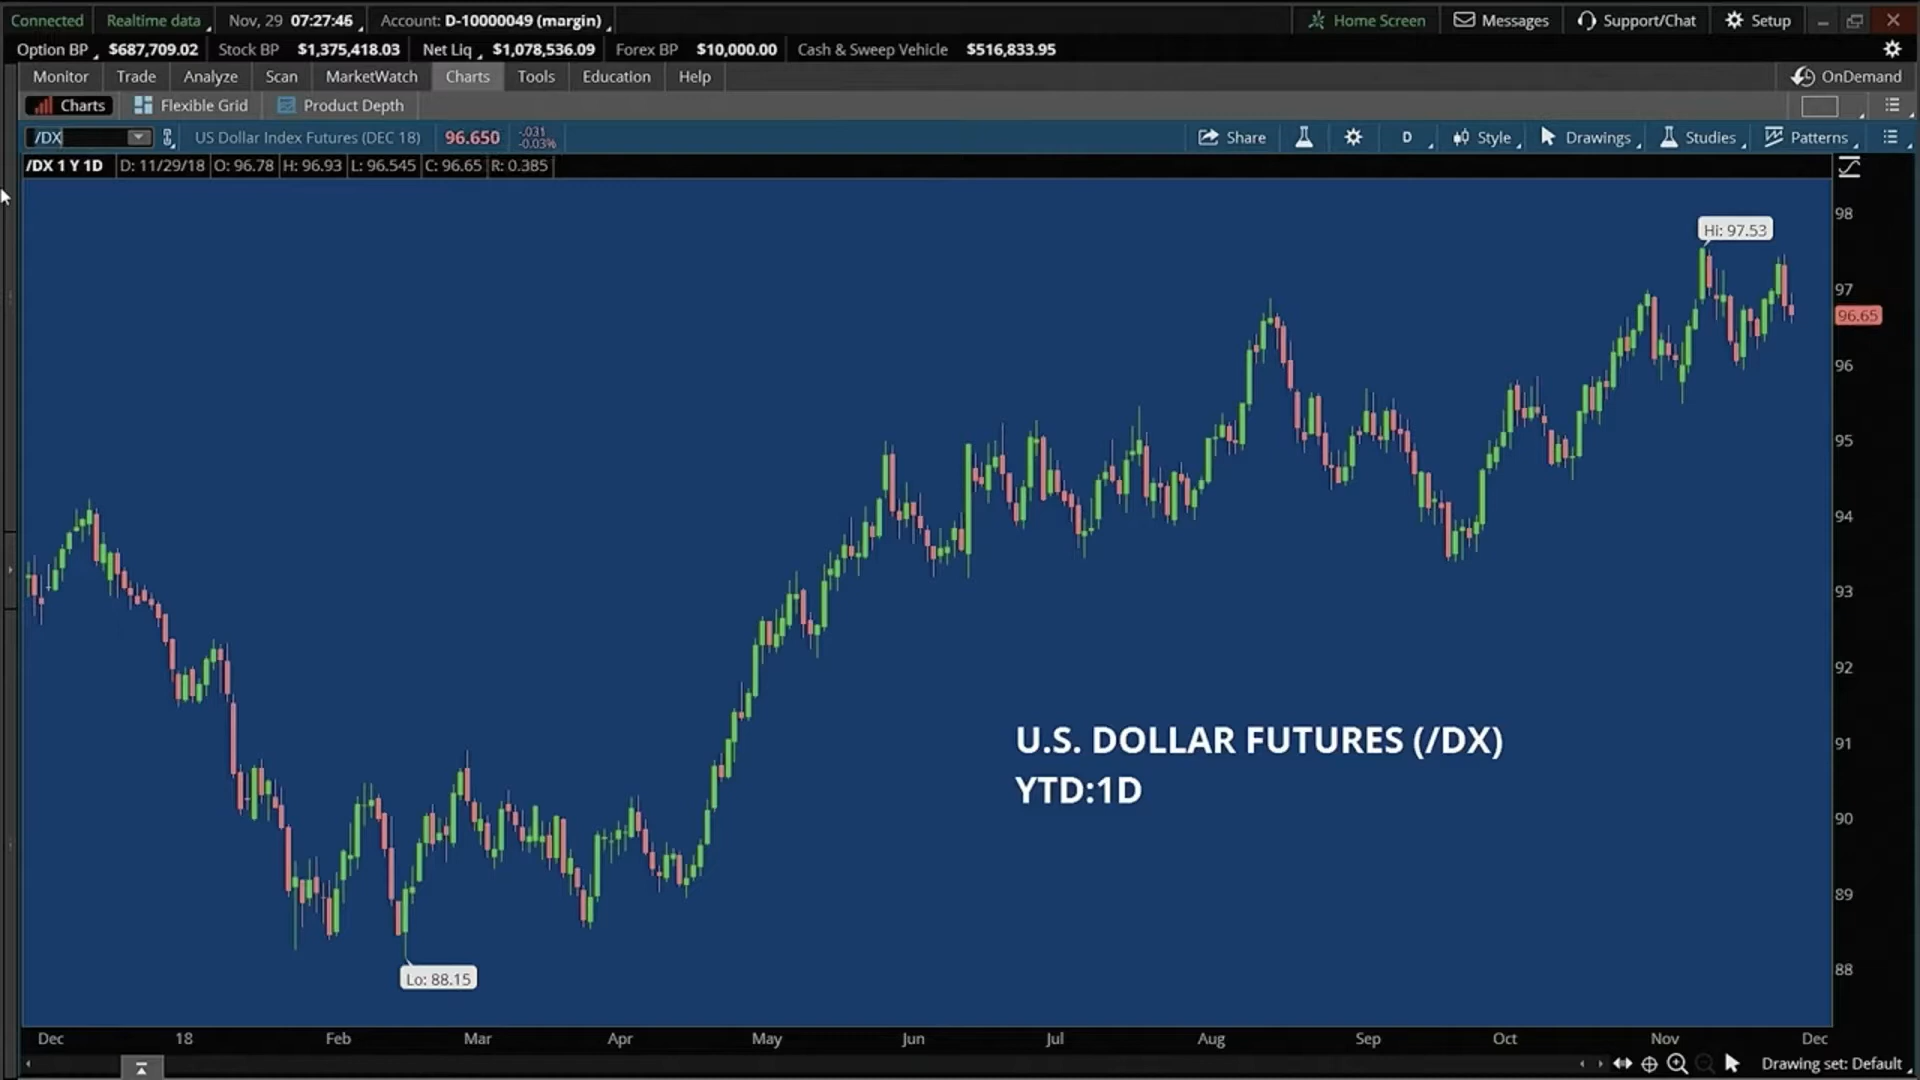 Connected Realtime data Nov, 29 07:27:46 Account: D-10000049 (margin) Home Screen Messages Support/Chat Setup
Option BP $687,709.02 Stock BP $1,375,418.03 Net Liq $1,078,536.09 Forex BP $10,000.00 Cash & Sweep Vehicle $516,833.95
Monitor Trade Analyze Scan MarketWatch Charts Tools Education Help OnDemand
Charts Flexible Grid Product Depth
/DX US Dollar Index Futures (DEC 18) 96.650 -.031 -0.03% Share D Style Drawings Studies Patterns
/DX 1 Y 1D D: 11/29/18 O: 96.78 H: 96.93 L: 96.545 C: 96.65 R: 0.385
98
Hi: 97.53
97
96.65
96
95
94
93
92
U.S. DOLLAR FUTURES (/DX)
91
YTD:1D
90
89
88
Lo: 88.15
Dec 18 Feb Mar Apr May Jun Jul Aug Sep Oct Nov Dec
Drawing set: Default